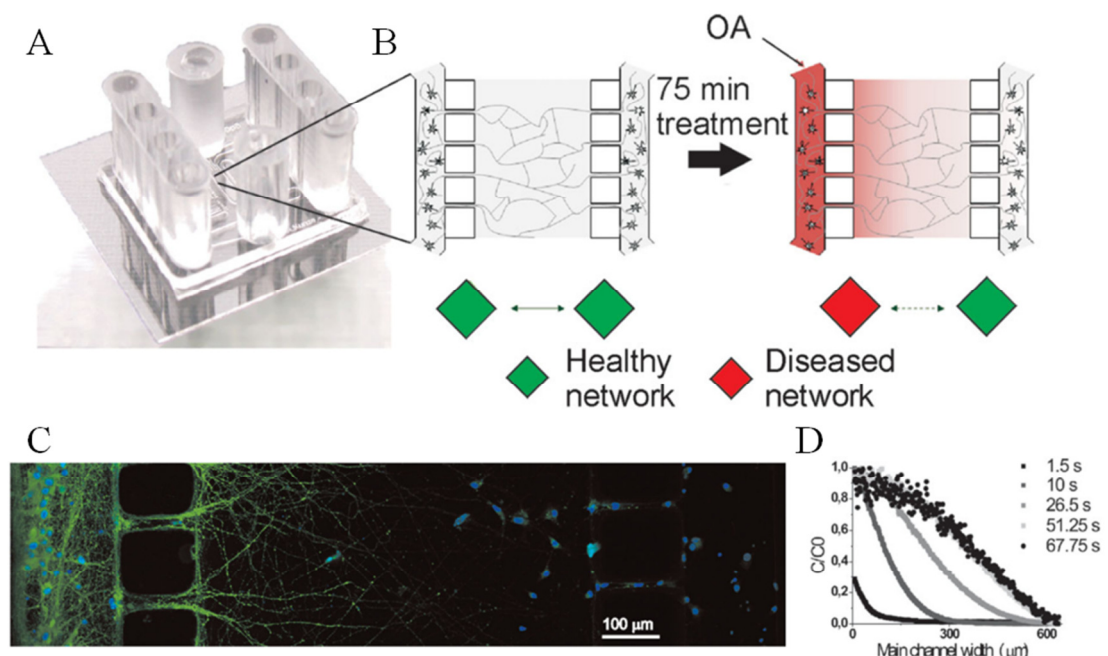 A
B
OA
75 min
treatment
Healthy
network
Diseased
network
C
100 μm
D
1,0
0,8
0,6
0,4
0,2
0,0
C/C0
1.5 s
10 s
26.5 s
51.25 s
67.75 s
0
300
600
Main channel width (μm)